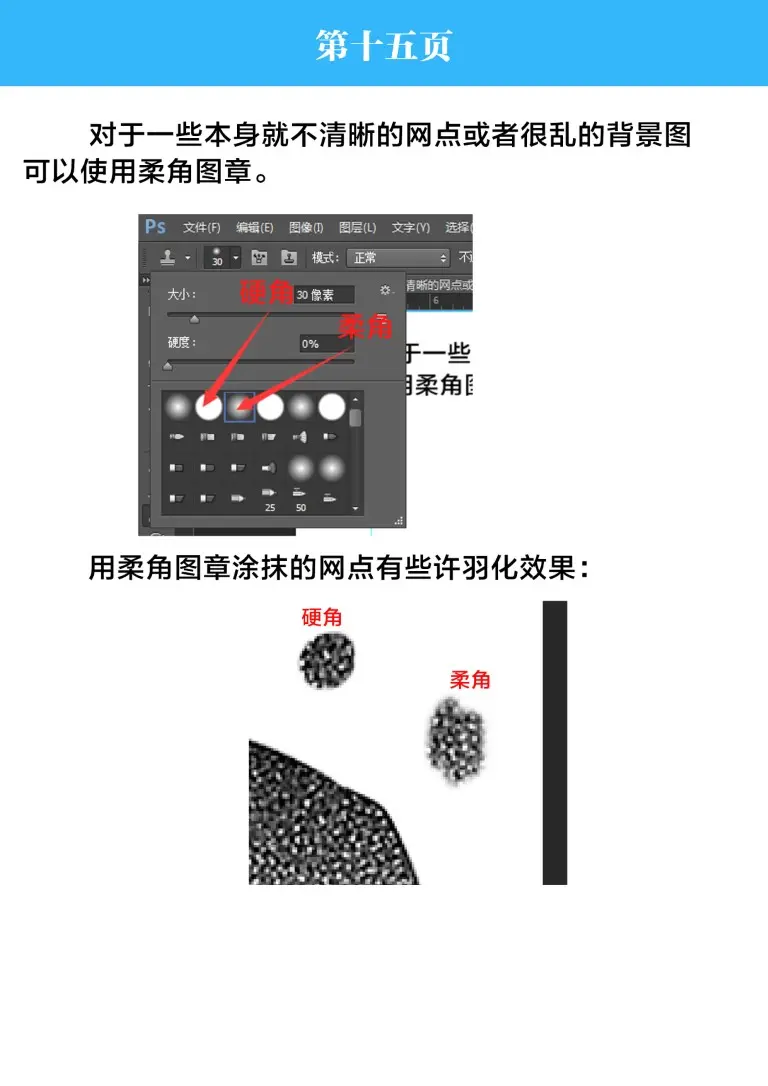 第十五页
对于一些本身就不清晰的网点或者很乱的背景图
可以使用柔角图章。
Ps 文件(F) 编辑(E) 图像(I) 图层(L) 文字(Y) 选择(
30 模式： 正常
大小： 硬角 30 像素
清晰的网点或
6
柔角
硬度： 0%
于一些
用柔角
25 50
用柔角图章涂抹的网点有些许羽化效果：
硬角
柔角